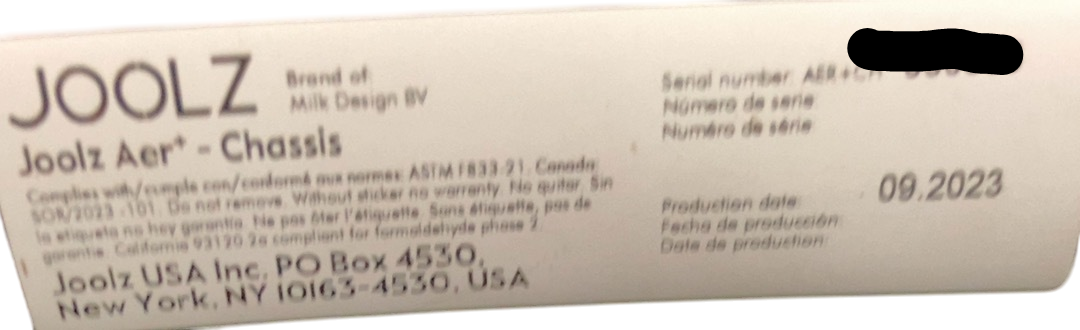 JOOLZ
Brand of:
Milk Design BV
Joolz Aer+ - Chassis
Complies with/cumple con/conformé aux normes: ASTM F833-21. Canada:
SOR/2023-101. Do not remove. Without sticker no warranty. No quitar. Sin
la etiqueta no hay garantía. Ne pas ôter l'étiquette. Sans étiquette, pas de
garantie. California 93120 2a compliant for formaldehyde phase 2.
Joolz USA Inc, PO Box 4530,
New York, NY 10163-4530, USA
Serial number: AER+CH
Número de serie
Numéro de série
09.2023
Production date:
Fecha de producción:
Date de production: